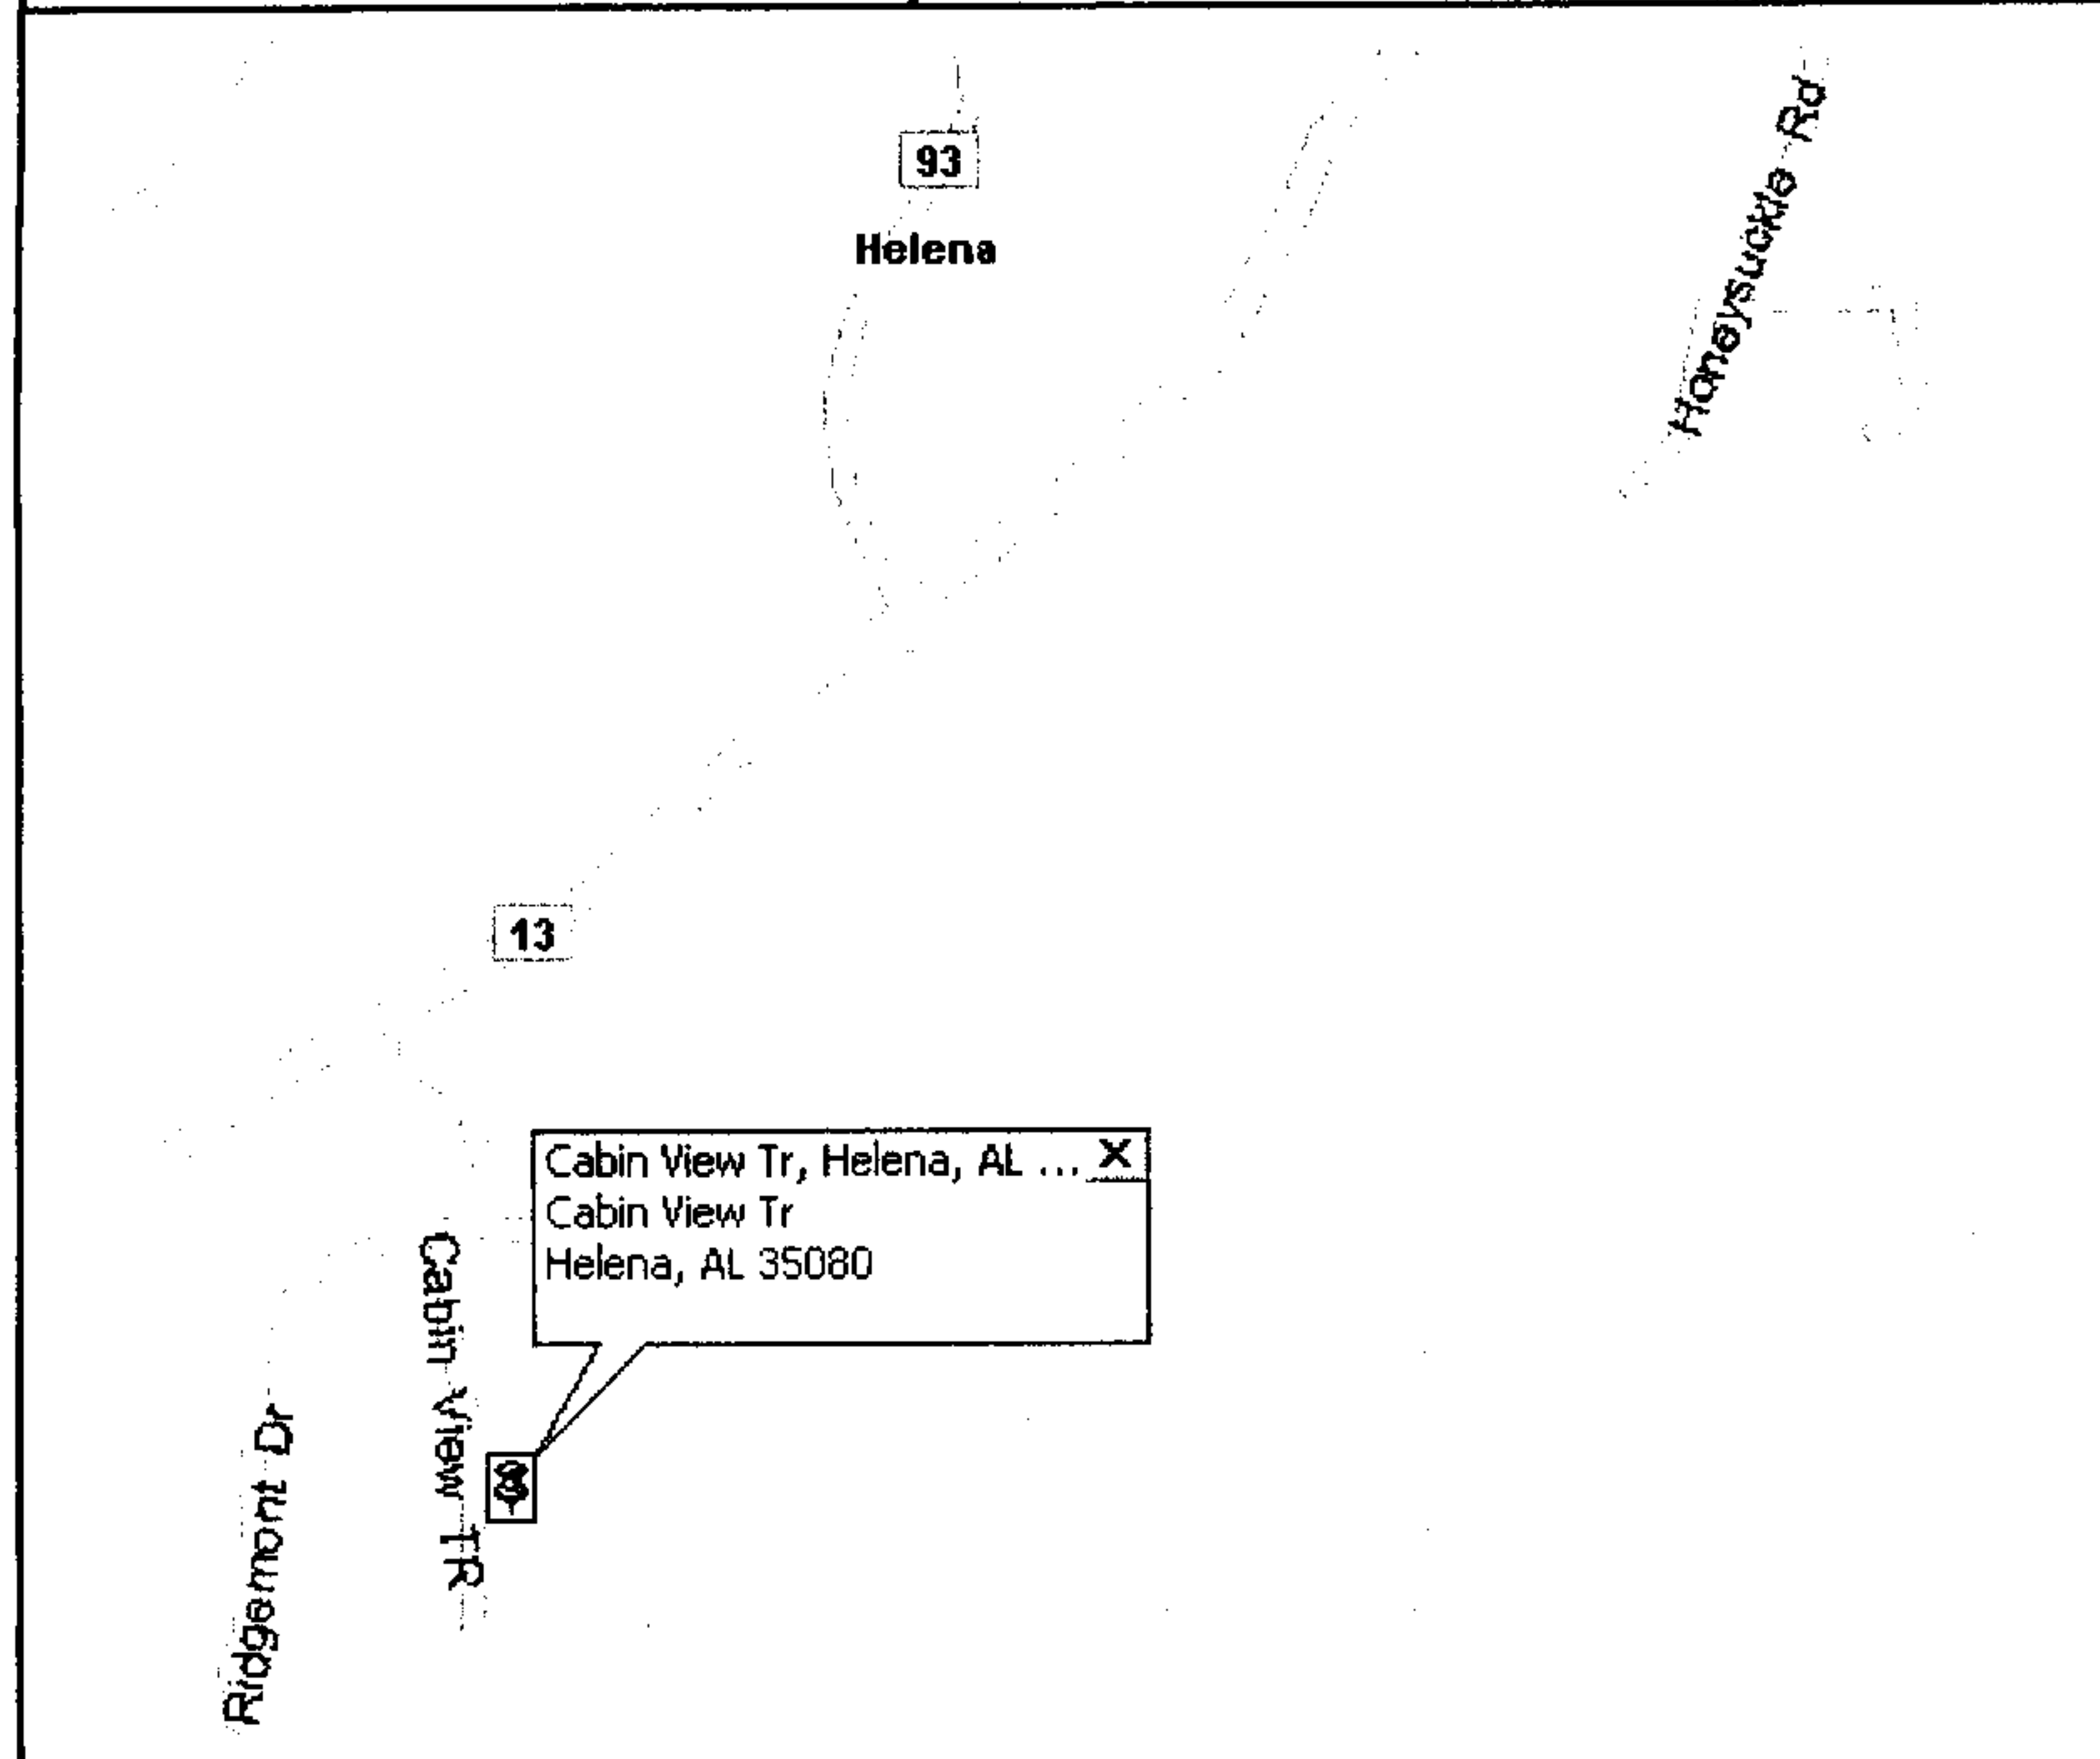 93
Helena
Honeysuckle Rd
13
Cabin View Tr, Helena, AL ... X
Cabin View Tr
Helena, AL 35080
Cabin View TR
Ridgemont Dr